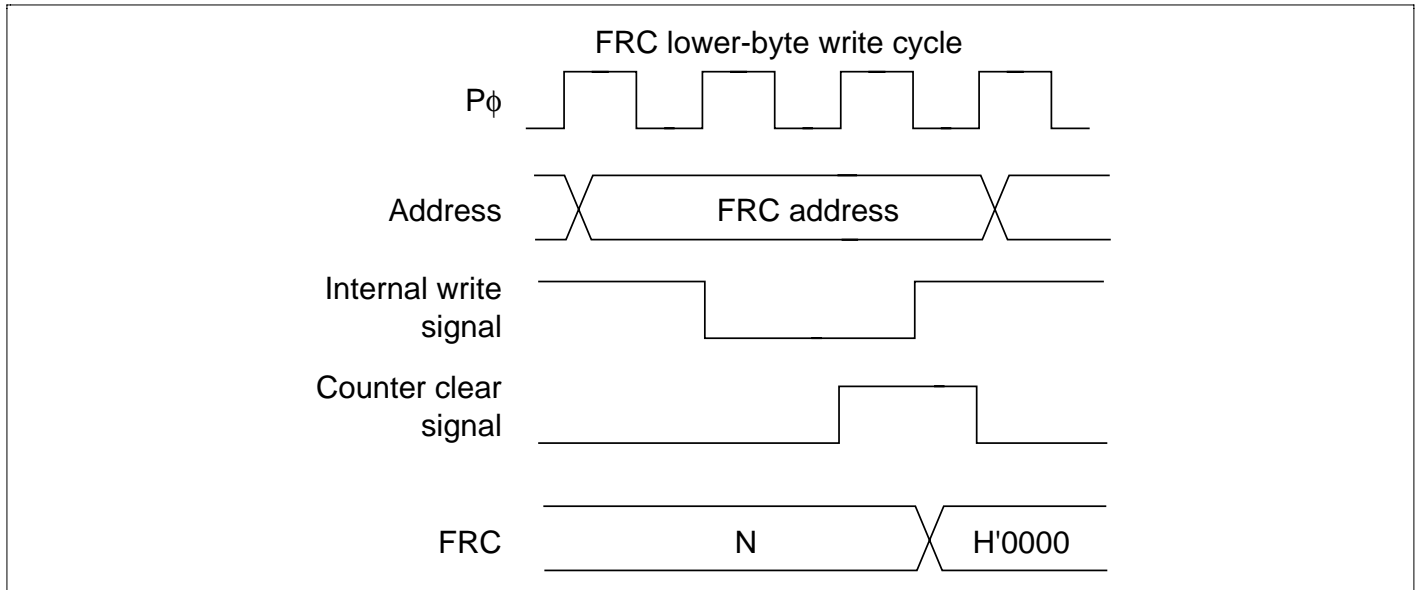 FRC lower-byte write cycle
Pϕ
Address
FRC address
Internal write
signal
Counter clear
signal
FRC
N
H'0000